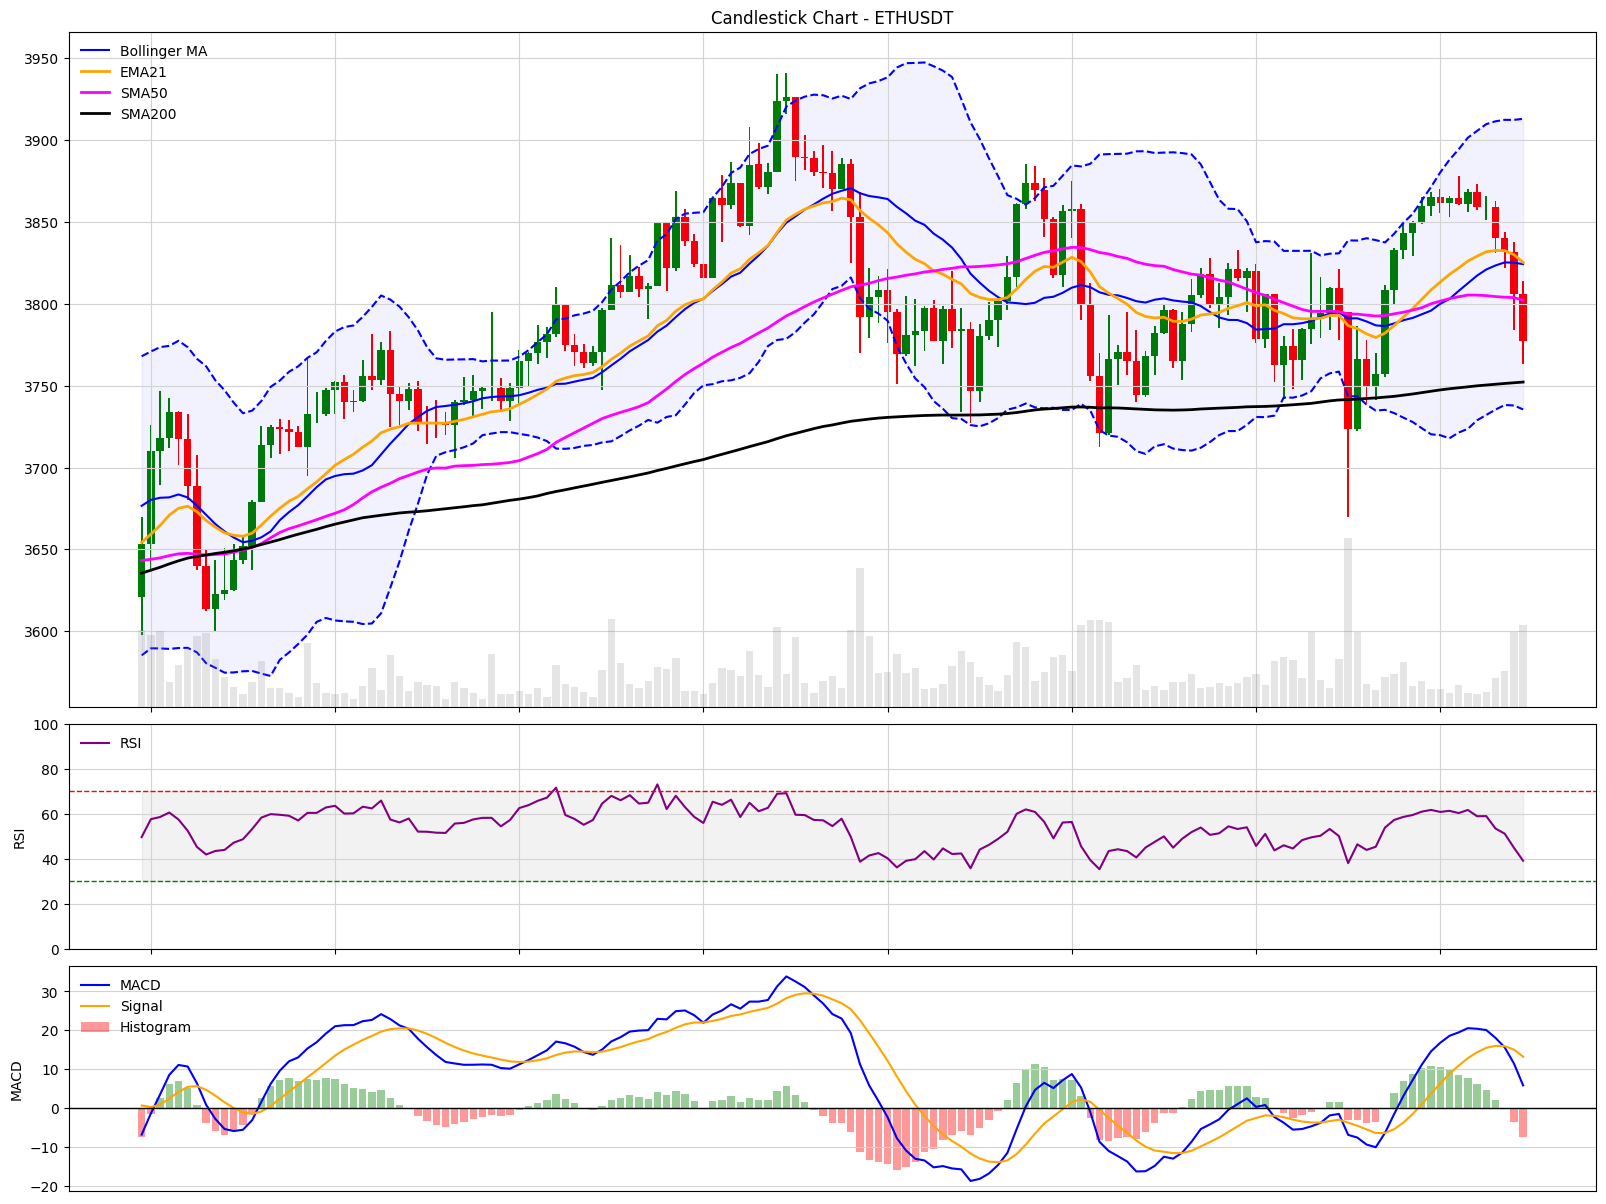 Candlestick Chart - ETHUSDT
Bollinger MA
EMA21
SMA50
SMA200
3950
3900
3850
3800
3750
3700
3650
3600
RSI
100
80
60
40
20
0
RSI
MACD
Signal
Histogram
30
20
10
0
−10
−20
MACD